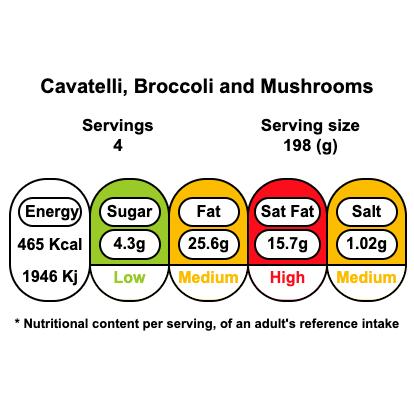 Cavatelli, Broccoli and Mushrooms
Servings Serving size
4 198 (g)
Energy Sugar Fat Sat Fat Salt
465 Kcal 4.3g 25.6g 15.7g 1.02g
1946 Kj Low Medium High Medium
* Nutritional content per serving, of an adult's reference intake